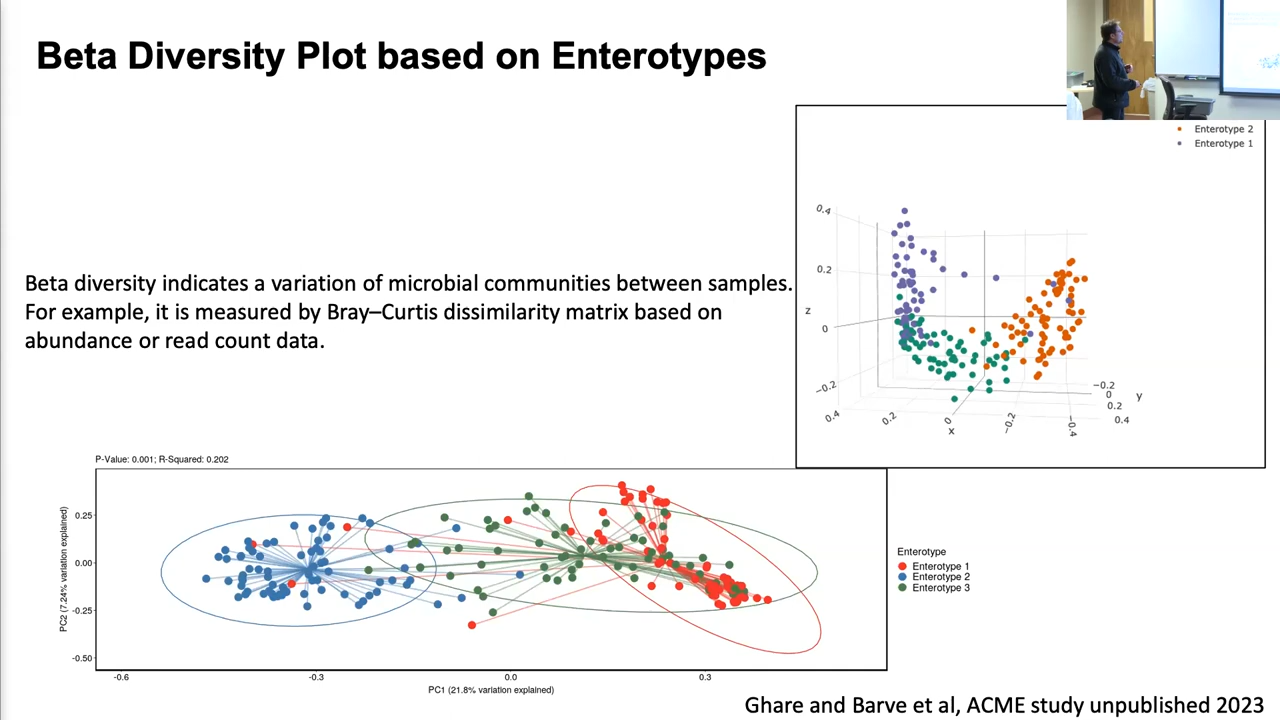 Beta Diversity Plot based on Enterotypes
Enterotype 2
Enterotype 1
Beta diversity indicates a variation of microbial communities between samples.
For example, it is measured by Bray–Curtis dissimilarity matrix based on
abundance or read count data.
0.4
0.2
z
0
−0.2
0.4
0.2
0
x
−0.2
−0.4
−0.2
0
0.2
0.4
y
P-Value: 0.001; R-Squared: 0.202
PC2 (7.24% variation explained)
0.25
0.00
-0.25
-0.50
-0.6
-0.3
0.0
0.3
PC1 (21.8% variation explained)
Enterotype
Enterotype 1
Enterotype 2
Enterotype 3
Ghare and Barve et al, ACME study unpublished 2023